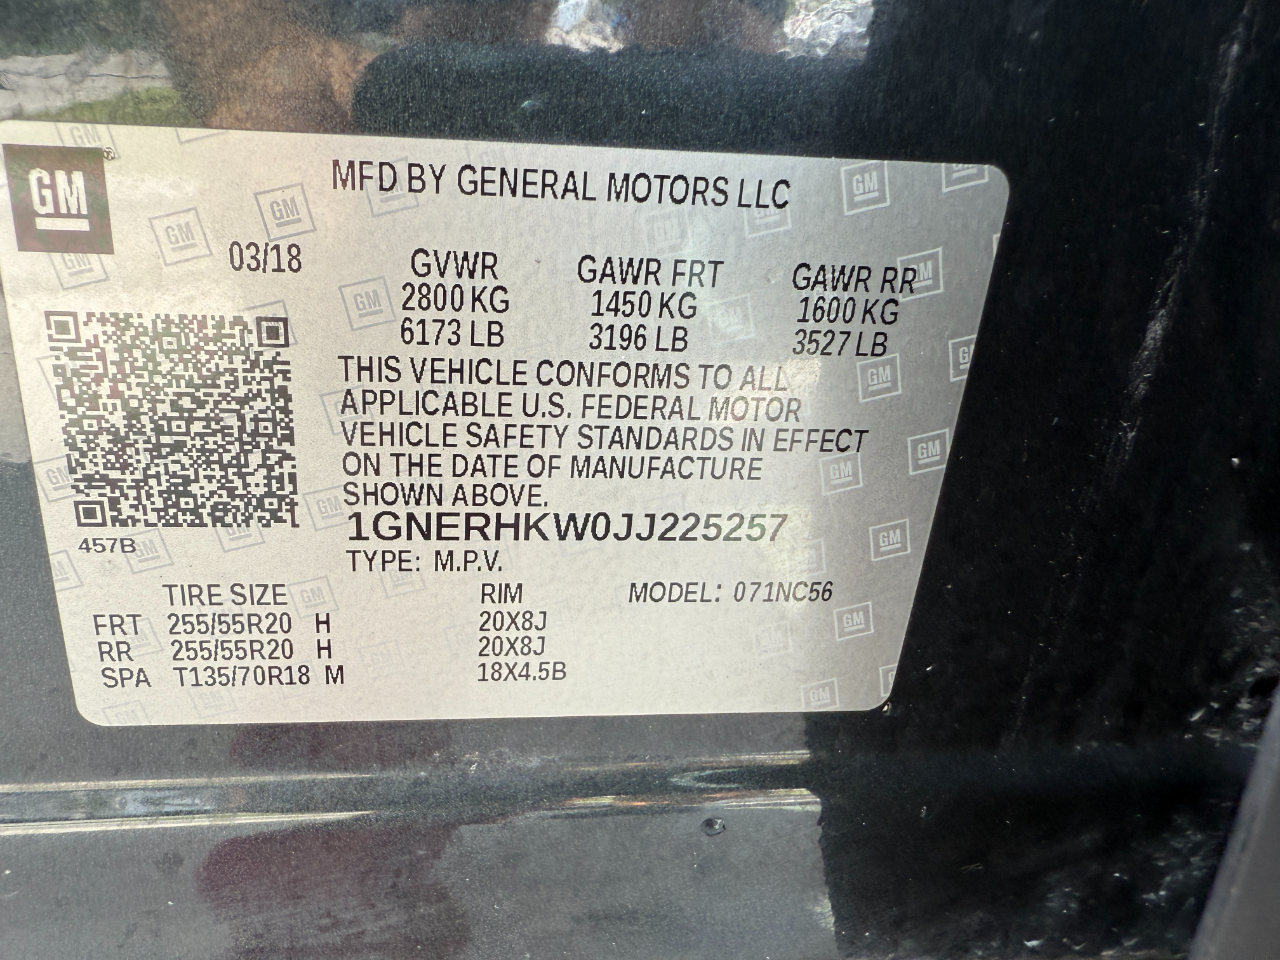 GM®
MFD BY GENERAL MOTORS LLC
03/18
GVWR GAWR FRT GAWR RR
2800 KG 1450 KG 1600 KG
6173 LB 3196 LB 3527 LB
THIS VEHICLE CONFORMS TO ALL
APPLICABLE U.S. FEDERAL MOTOR
VEHICLE SAFETY STANDARDS IN EFFECT
ON THE DATE OF MANUFACTURE
SHOWN ABOVE.
1GNERHKW0JJ225257
457B
TYPE: M.P.V.
TIRE SIZE RIM MODEL: 071NC56
FRT 255/55R20 H 20X8J
RR 255/55R20 H 20X8J
SPA T135/70R18 M 18X4.5B